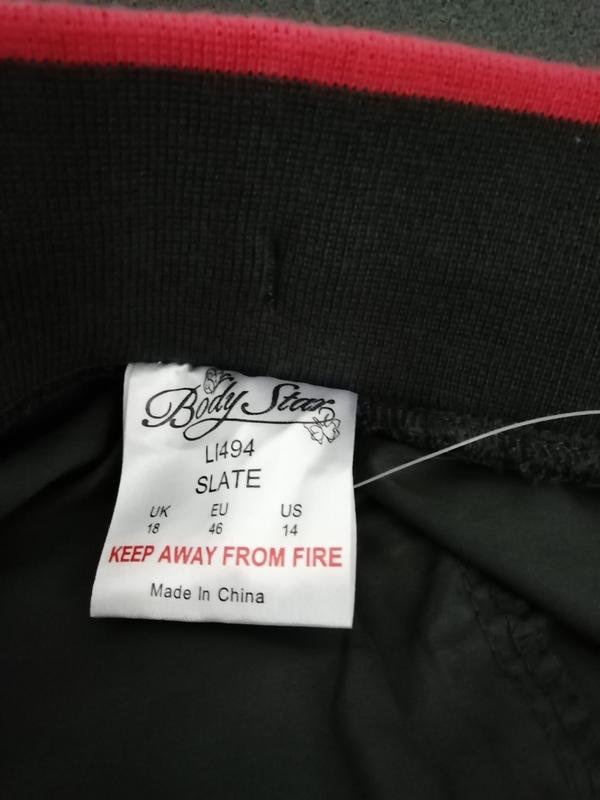 Body Star
LI494
SLATE
UK EU US
18 46 14
KEEP AWAY FROM FIRE
Made In China